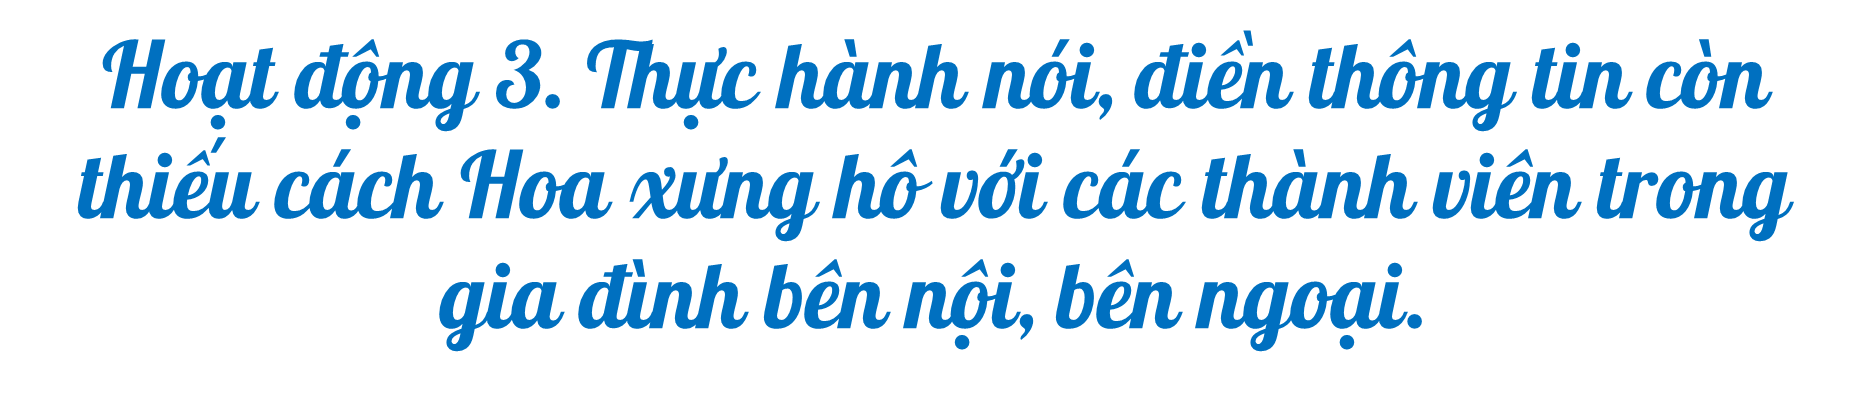 Hoạt động 3. Thực hành nói, điền thông tin còn
thiếu cách Hoa xưng hô với các thành viên trong
gia đình bên nội, bên ngoại.